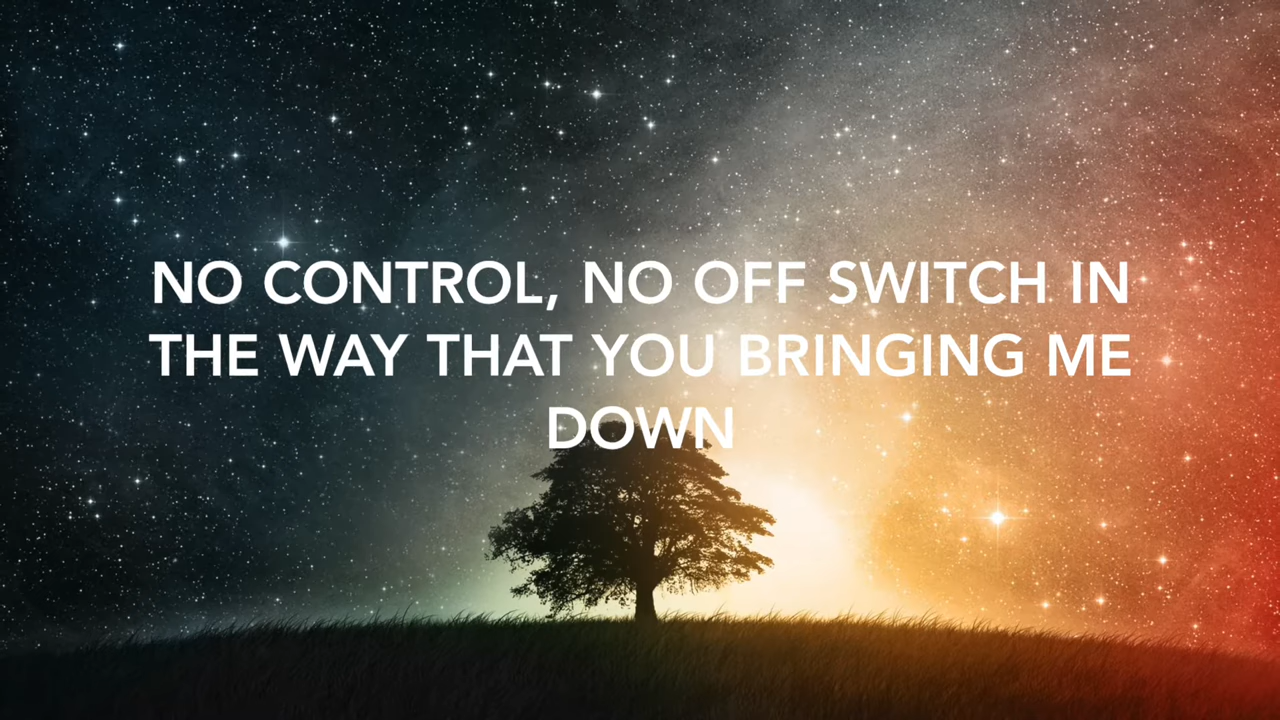 NO CONTROL, NO OFF SWITCH IN
THE WAY THAT YOU BRINGING ME
DOWN